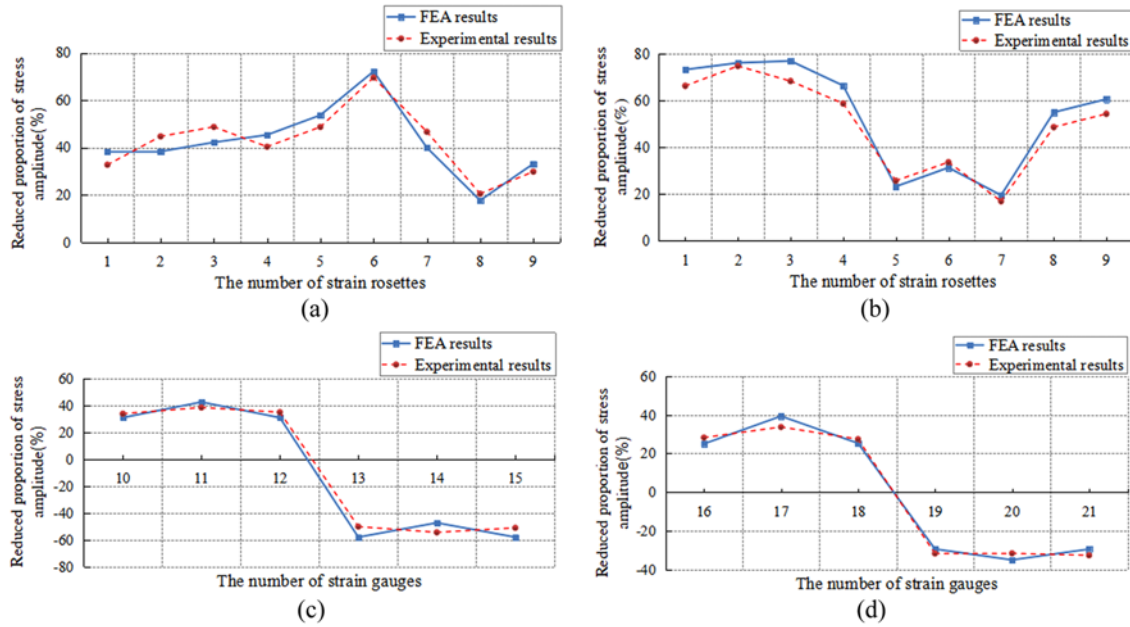 FEA results
Experimental results
Reduced proportion of stress
amplitude(%)
80
60
40
20
0
1 2 3 4 5 6 7 8 9
The number of strain rosettes
(a)
FEA results
Experimental results
Reduced proportion of stress
amplitude(%)
80
60
40
20
0
1 2 3 4 5 6 7 8 9
The number of strain rosettes
(b)
FEA results
Experimental results
Reduced proportion of stress
amplitude(%)
60
40
20
0
-20
-40
-60
-80
10 11 12 13 14 15
The number of strain gauges
(c)
FEA results
Experimental results
Reduced proportion of stress
amplitude(%)
60
40
20
0
-20
-40
16 17 18 19 20 21
The number of strain gauges
(d)